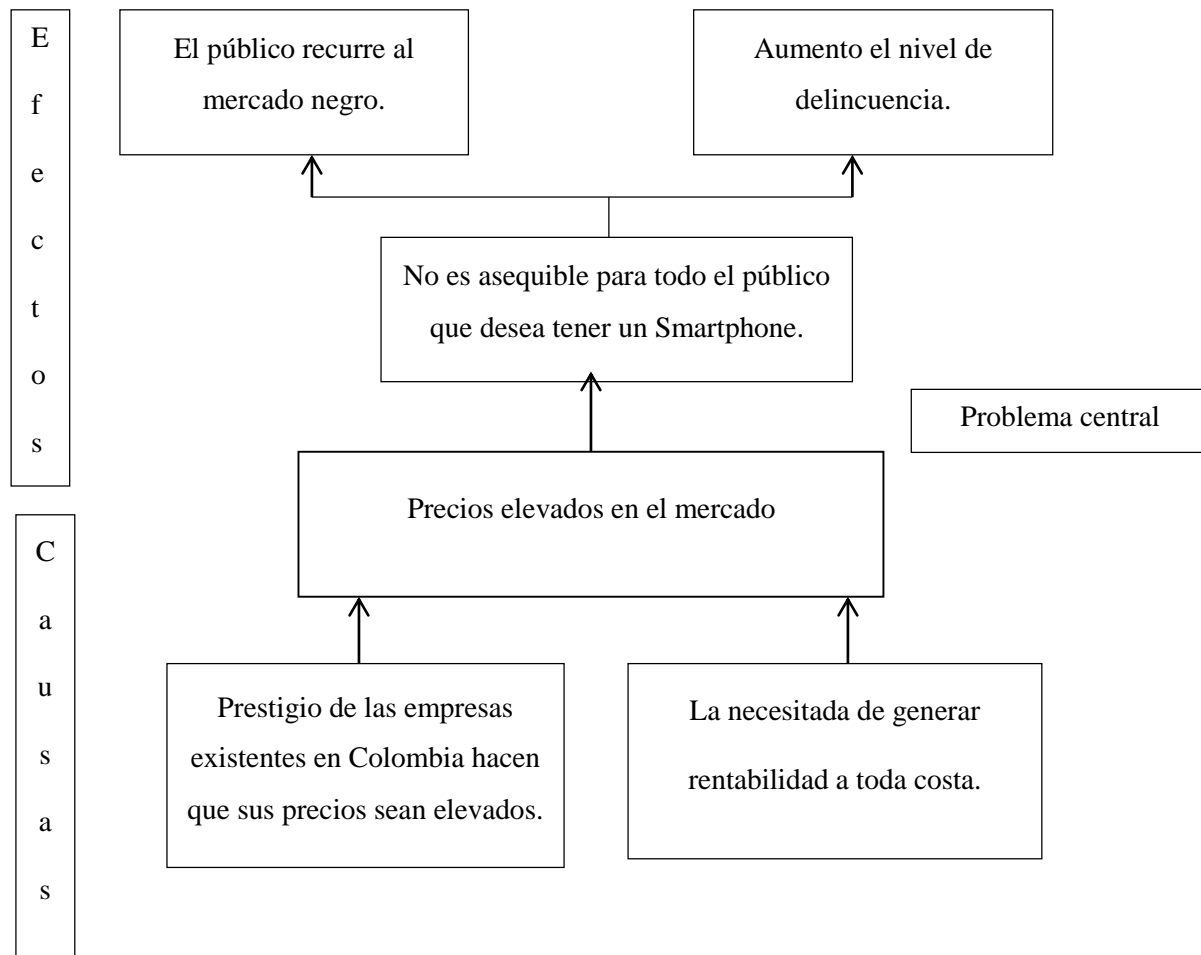 E
f
e
c
t
o
s
El público recurre al
mercado negro.
Aumento el nivel de
delincuencia.
No es asequible para todo el público
que desea tener un Smartphone.
Problema central
Precios elevados en el mercado
C
a
u
s
a
s
Prestigio de las empresas
existentes en Colombia hacen
que sus precios sean elevados.
La necesitada de generar
rentabilidad a toda costa.